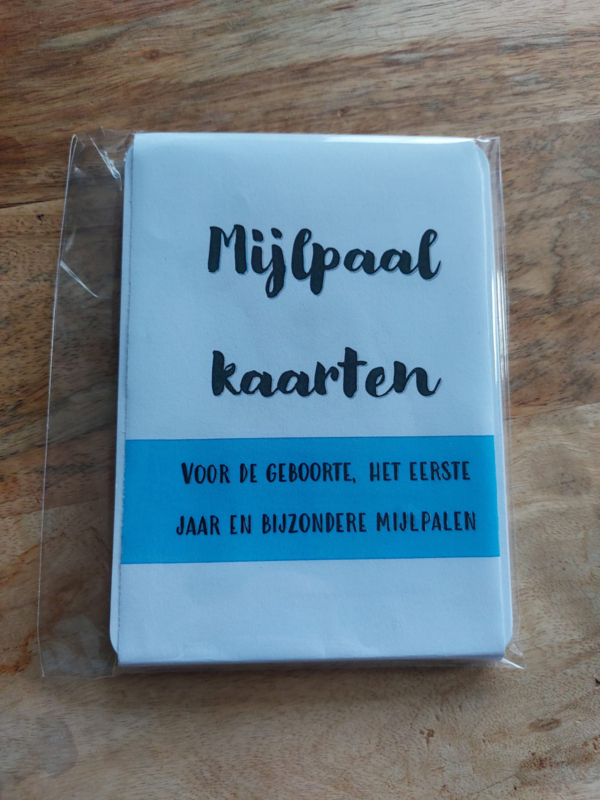 Mijlpaal
kaarten
VOOR DE GEBOORTE, HET EERSTE
JAAR EN BIJZONDERE MIJLPALEN